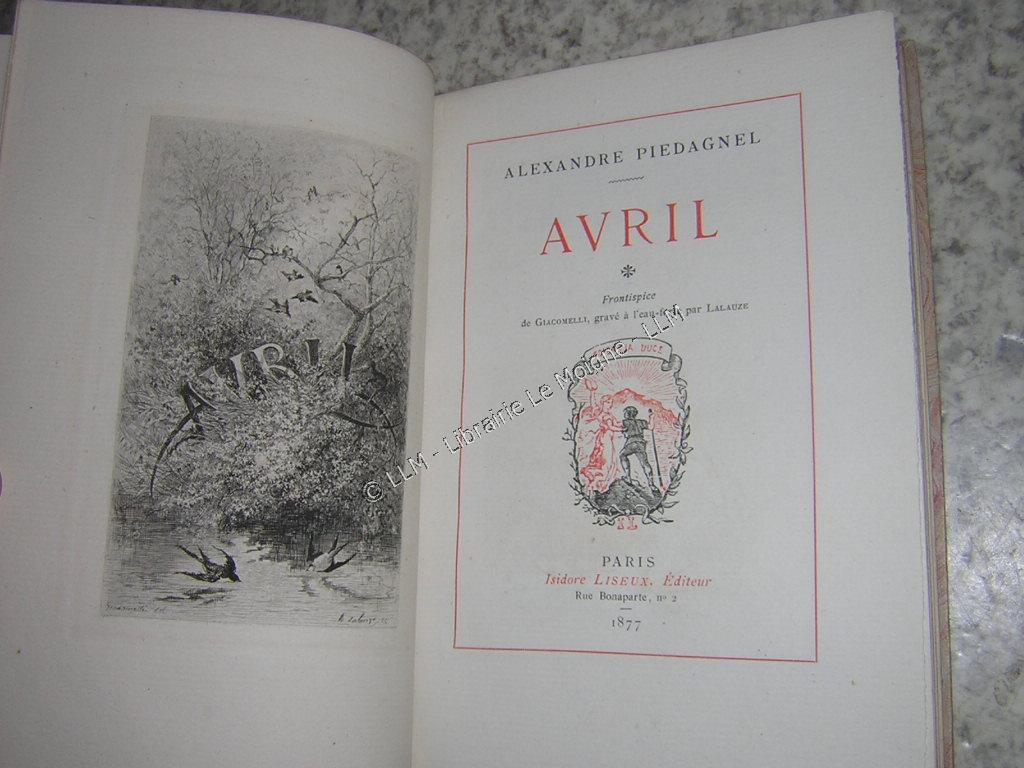 AVRIL
ALEXANDRE PIEDAGNEL
AVRIL
Frontispice
de GIACOMELLI, gravé à l'eau-forte par LALAUZE
DUCE
I L
PARIS
Isidore LISEUX, Éditeur
Rue Bonaparte, nº 2
1877
© LLM - Librairie Le Moigne - LLM